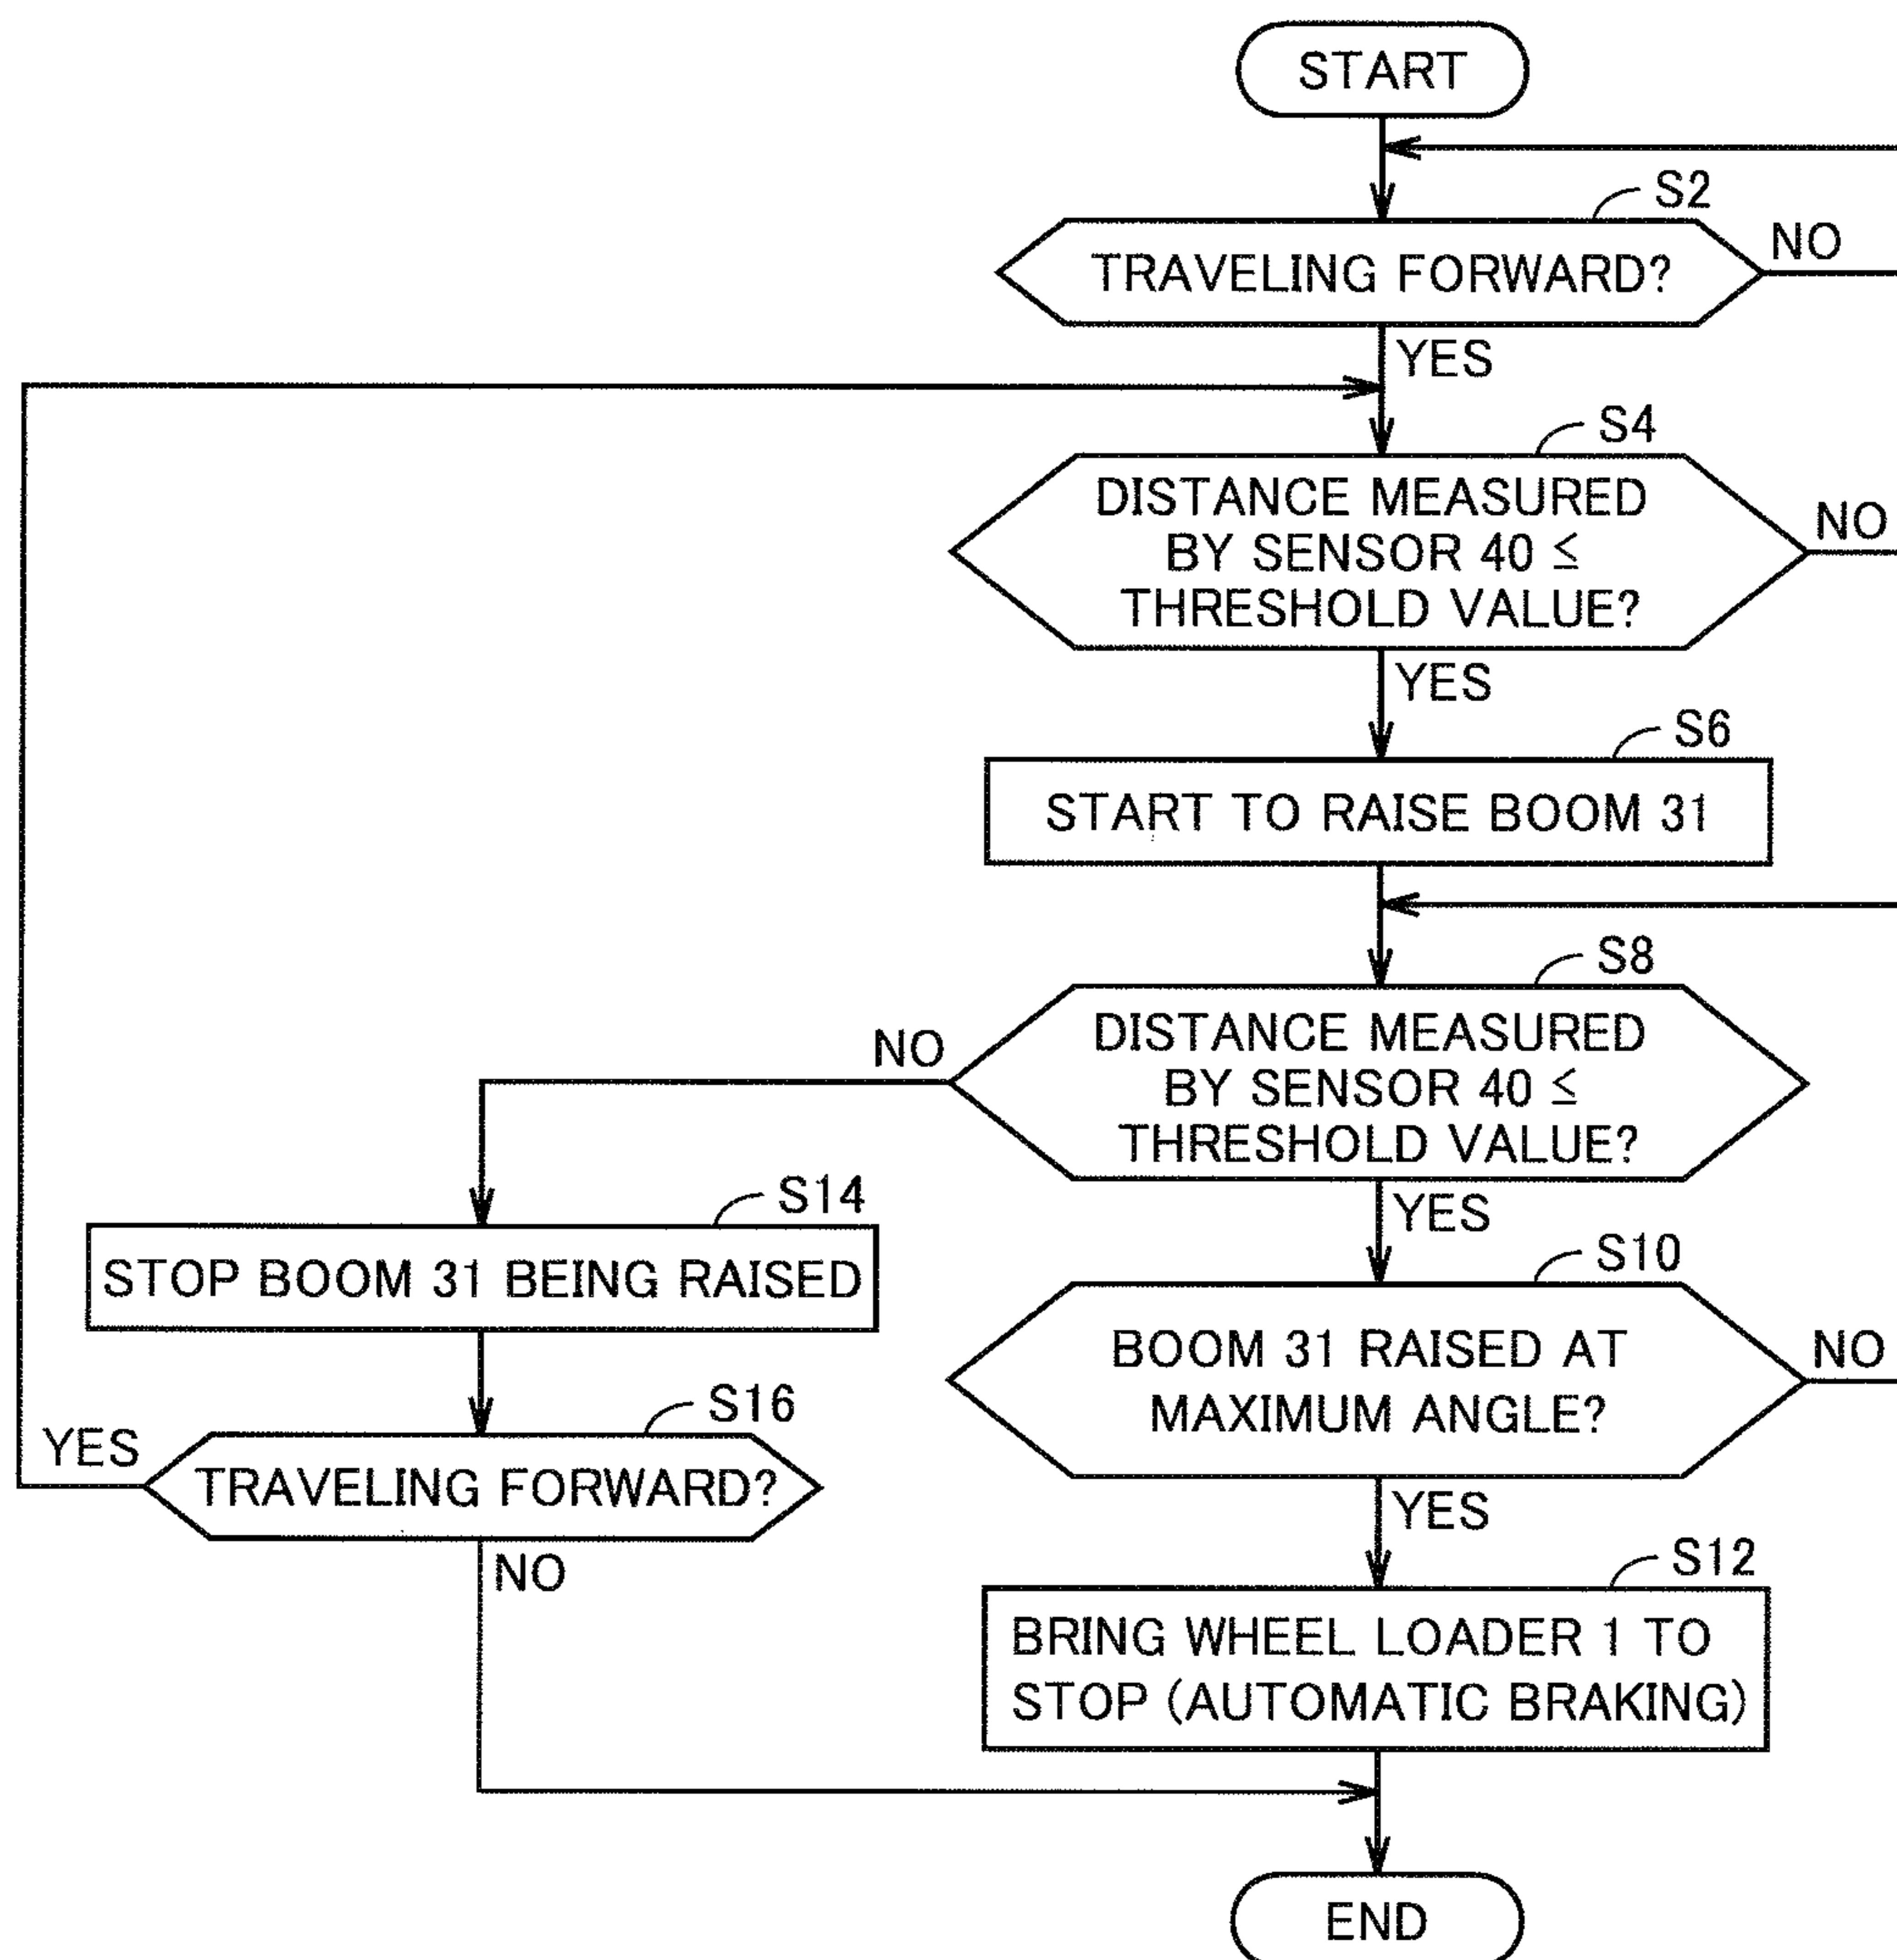 START
S2
TRAVELING FORWARD?
NO
YES
S4
DISTANCE MEASURED
BY SENSOR 40 ≦
THRESHOLD VALUE?
NO
YES
S6
START TO RAISE BOOM 31
S8
DISTANCE MEASURED
BY SENSOR 40 ≦
THRESHOLD VALUE?
NO
YES
S14
STOP BOOM 31 BEING RAISED
S10
BOOM 31 RAISED AT
MAXIMUM ANGLE?
NO
YES
S16
TRAVELING FORWARD?
YES
NO
S12
BRING WHEEL LOADER 1 TO
STOP (AUTOMATIC BRAKING)
END